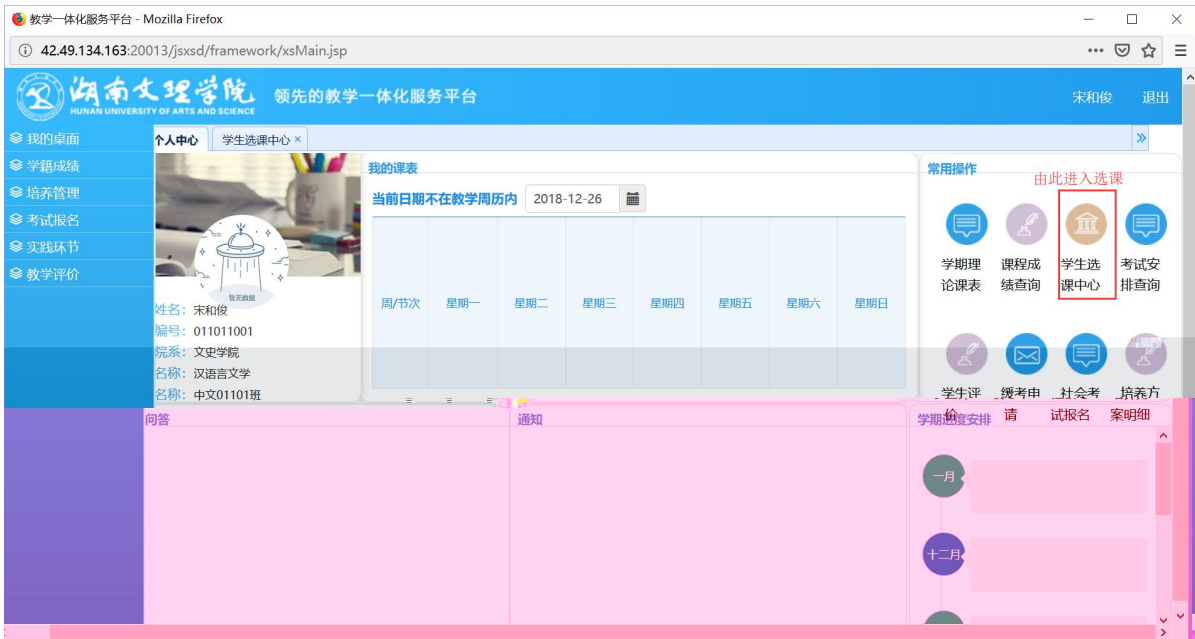 教学一体化服务平台 - Mozilla Firefox
42.49.134.163:20013/jsxsd/framework/xsMain.jsp
湖南文理学院
HUNAN UNIVERSITY OF ARTS AND SCIENCE
领先的教学一体化服务平台
宋和俊 退出
我的桌面
学籍成绩
培养管理
考试报名
实践环节
教学评价
个人中心 学生选课中心
暂无数据
姓名：宋和俊
编号：011011001
院系：文史学院
名称：汉语言文学
名称：中文01101班
我的课表
当前日期不在教学周历内 2018-12-26
周/节次 星期一 星期二 星期三 星期四 星期五 星期六 星期日
常用操作
由此进入选课
学期理论课表
课程成绩查询
学生选课中心
考试安排查询
学生评价
缓考申请
社会考试报名
培养方案明细
问答
通知
学期进度安排
一月
十二月